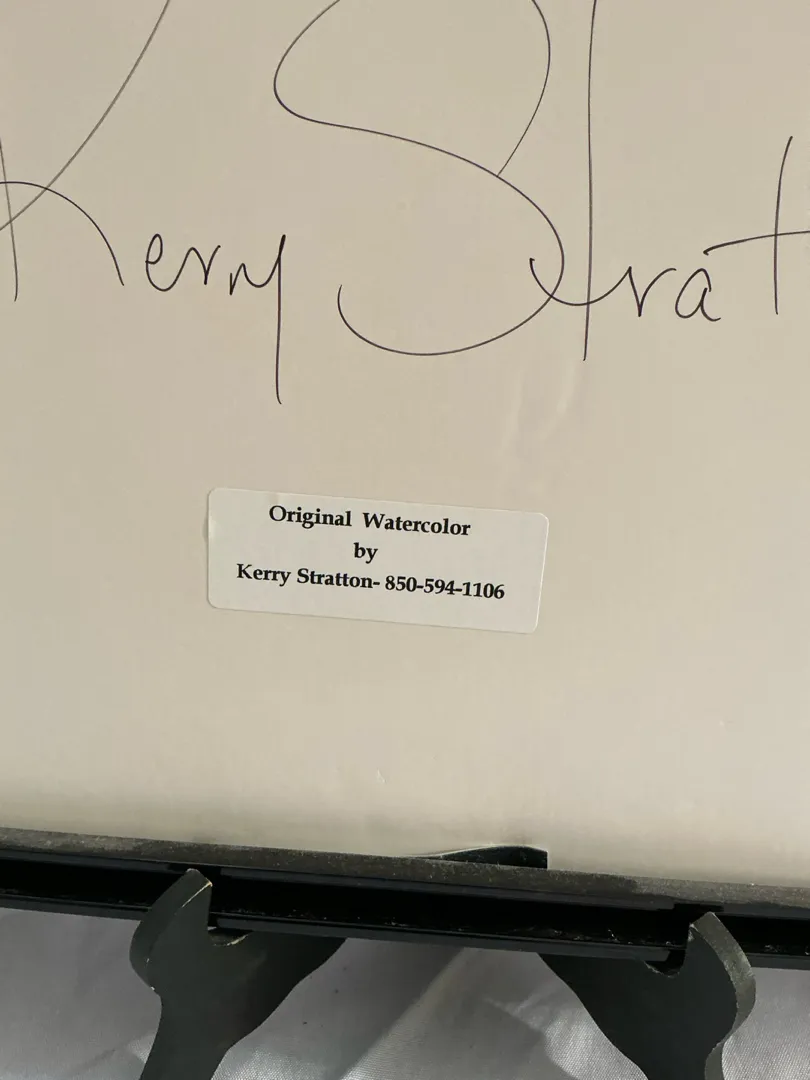 Kerry Strat
Original Watercolor
by
Kerry Stratton- 850-594-1106